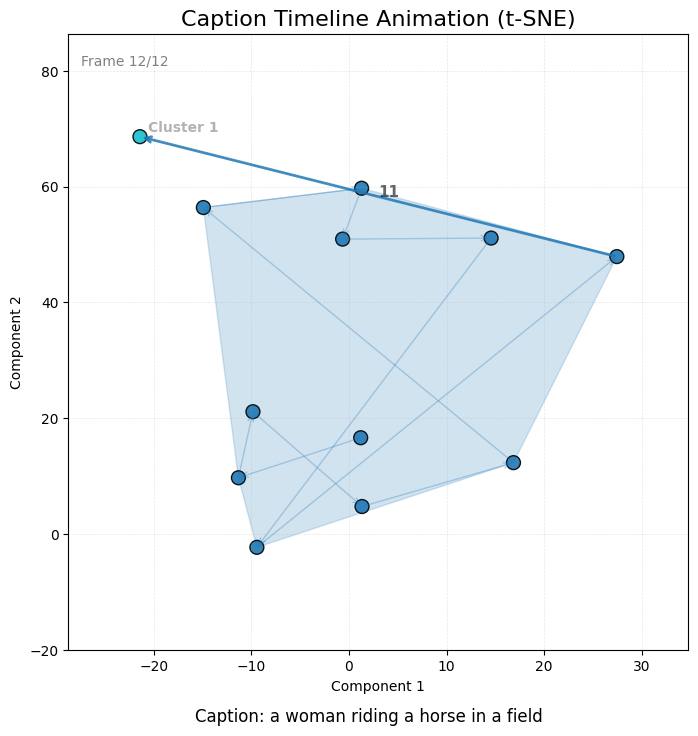 Caption Timeline Animation (t-SNE)
Frame 12/12
Cluster 1
11
80
60
40
20
0
−20
Component 2
−20 −10 0 10 20 30
Component 1
Caption: a woman riding a horse in a field